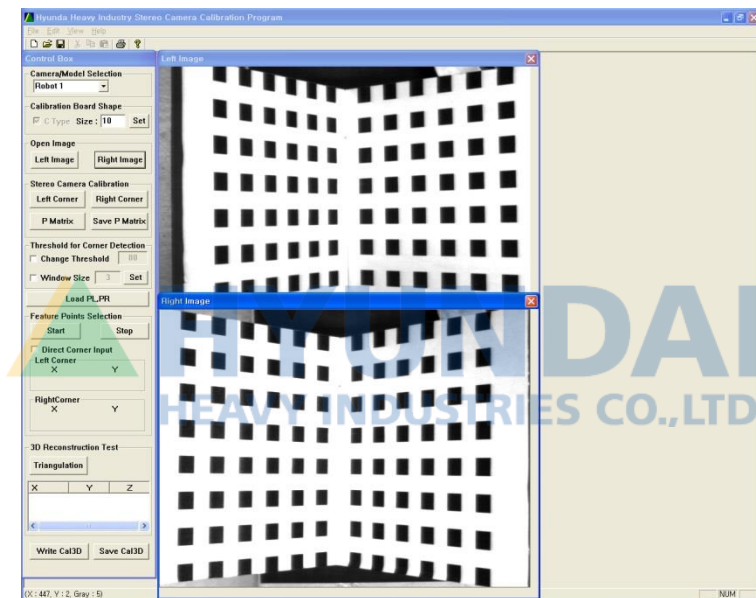 Hyunda Heavy Industry Stereo Camera Calibration Program
File Edit View Help
Control Box
Camera/Model Selection
Robot 1
Calibration Board Shape
C Type Size : 10 Set
Open Image
Left Image Right Image
Stereo Camera Calibration
Left Corner Right Corner
P Matrix Save P Matrix
Threshold for Corner Detection
Change Threshold 80
Window Size 3 Set
Load PL,PR
Feature Points Selection
Start Stop
Direct Corner Input
Left Corner
X Y
RightCorner
X Y
3D Reconstruction Test
Triangulation
X Y Z
Write Cal3D Save Cal3D
(X : 447, Y : 2, Gray : 5)
Left Image
Right Image
HYUNDAI
HEAVY INDUSTRIES CO.,LTD
NUM